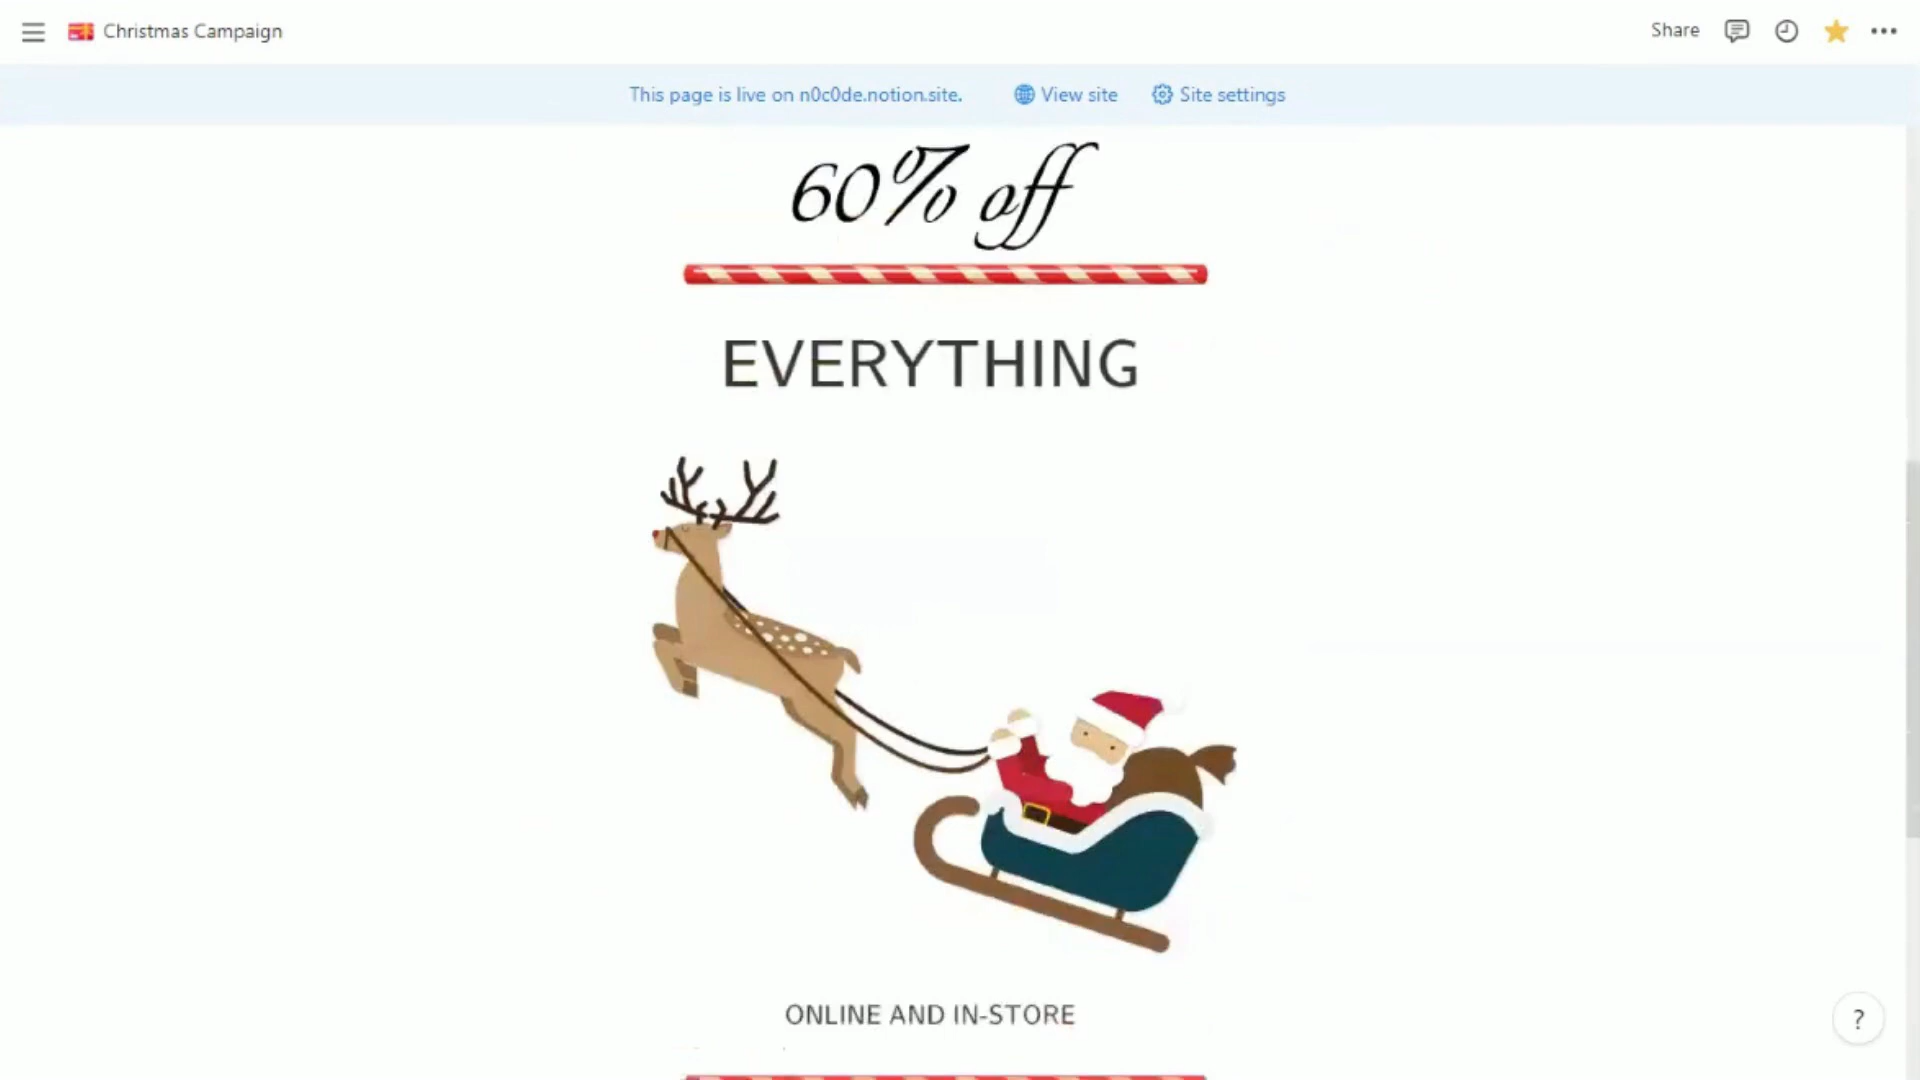 Christmas Campaign
Share
This page is live on n0c0de.notion.site.
View site
Site settings
60% off
EVERYTHING
ONLINE AND IN-STORE
?